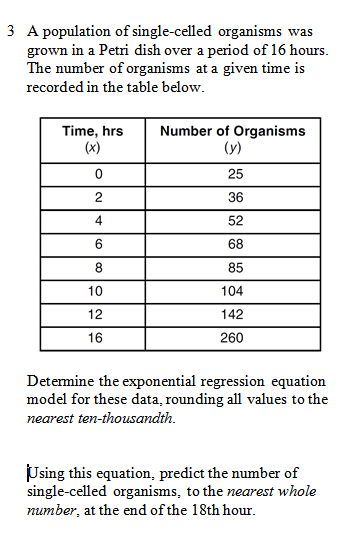 3 A population of single-celled organisms was
grown in a Petri dish over a period of 16 hours.
The number of organisms at a given time is
recorded in the table below.
Time, hrs Number of Organisms
(x) (y)
0 25
2 36
4 52
6 68
8 85
10 104
12 142
16 260
Determine the exponential regression equation
model for these data, rounding all values to the
nearest ten-thousandth.
Using this equation, predict the number of
single-celled organisms, to the nearest whole
number, at the end of the 18th hour.